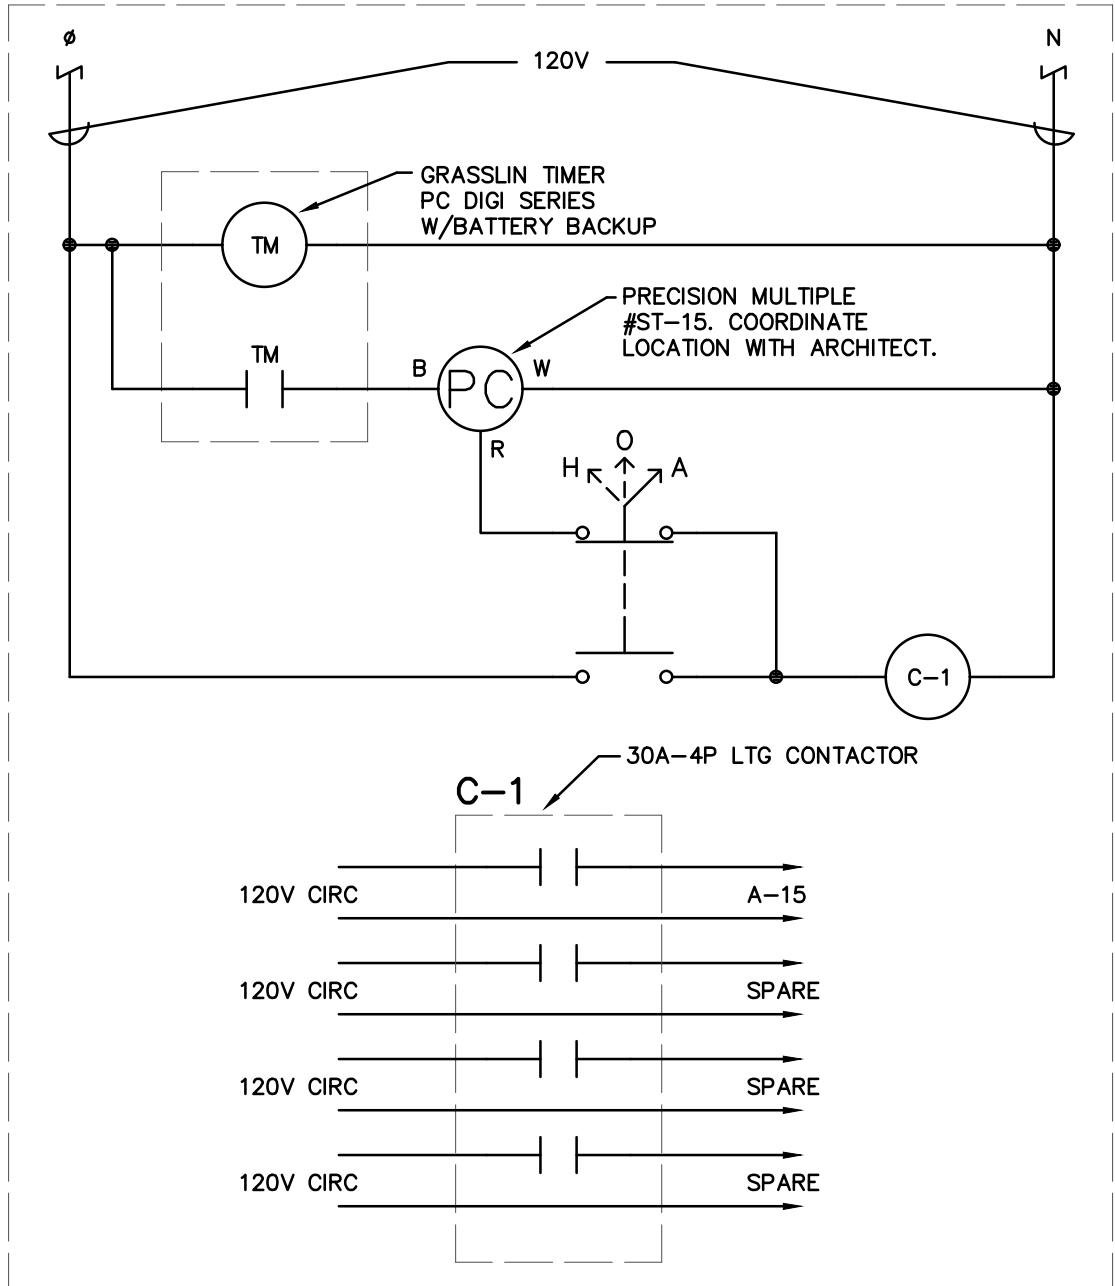 ø
N
120V
GRASSLIN TIMER
PC DIGI SERIES
W/BATTERY BACKUP
TM
PRECISION MULTIPLE
#ST-15. COORDINATE
LOCATION WITH ARCHITECT.
TM
B
PC
W
R
H
O
A
C-1
30A-4P LTG CONTACTOR
C-1
120V CIRC
A-15
120V CIRC
SPARE
120V CIRC
SPARE
120V CIRC
SPARE